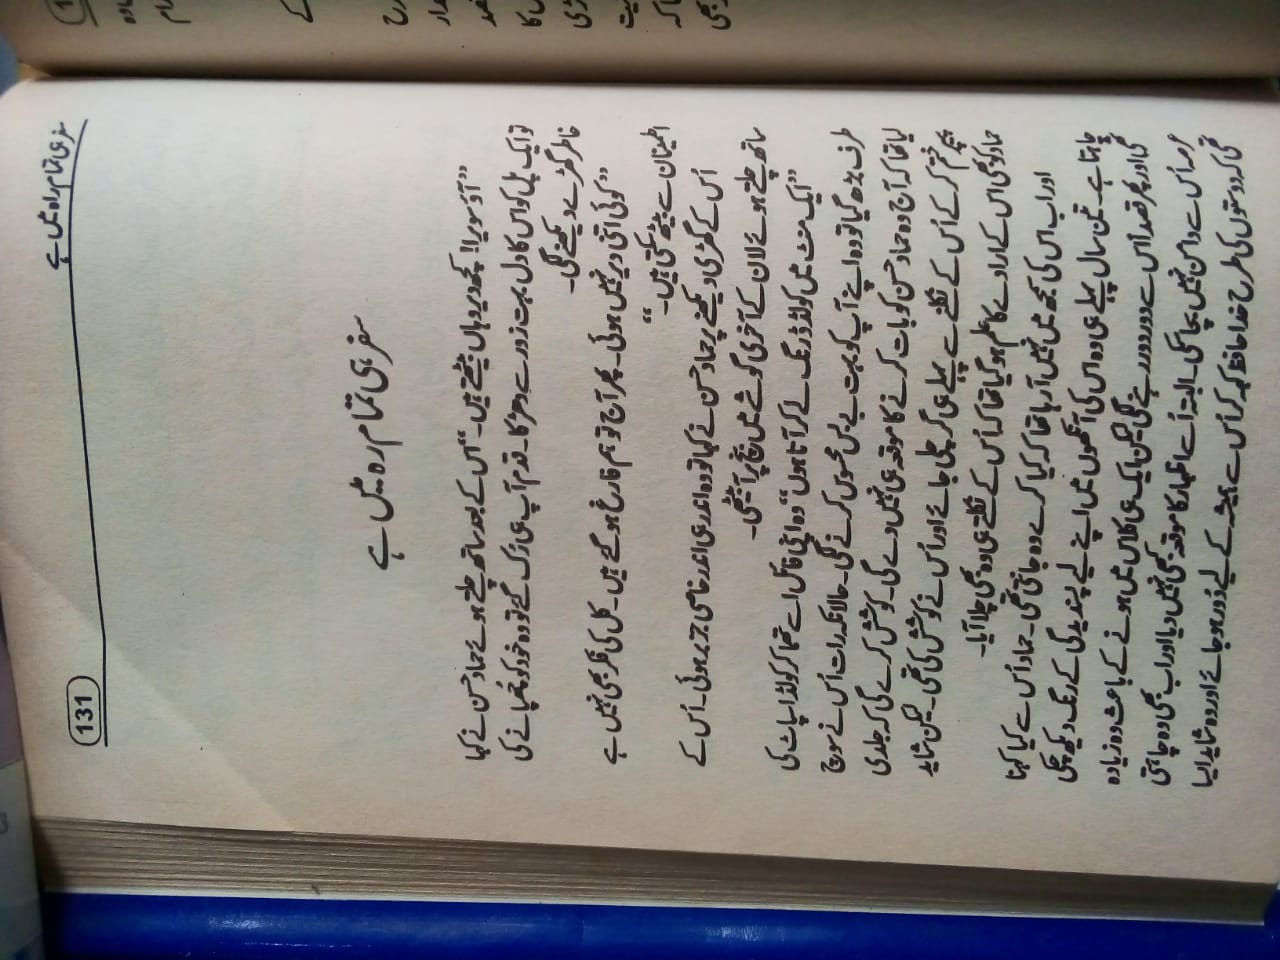 سفر ہی تمام راہ میں ہے
131
سفر ہی تمام رہ میں ہے
”آؤ سویرا! کچھ دیر وہاں بیٹھتے ہیں۔“ اس کے بعد ساتھ چلتے ہوئے حماد حسن نے کہا
تو ایک پل کو اس کا دل بہت زور سے دھڑکا۔ قدم آپ ہی رُک گئے تو وہ خود کو چُھپانے کی
خاطر گھڑے دیکھنے لگی۔
”کوئی اتنی دیر نہیں ہوئی۔ پھر آج تو ہم فارغ ہو گئے ہیں۔ کل کی فکر بھی نہیں ہے
اطمینان سے بیٹھ سکتی ہیں۔“
اُس کے گھڑی دیکھنے پر حماد حسن نے کہا تو وہ اندر ہی اندر خاصی جزبز ہوئی۔ اُس کے
ساتھ چلتے ہوئے لان کے آخری گوشے میں بنچ پر آ بیٹھی۔
”ایک منٹ میں کولڈ ڈرنگ لے کر آتا ہوں“ وہ اپنی فائل اسے تھما کر کولڈ اسپاٹ کی
طرف بڑھ گیا تو وہ اپنے آپ کو بہت بے بس محسوس کرنے لگی۔ حالانکہ رات اُس نے سوچ
لیا تھا کہ آج وہ حماد حسن کو بات کرنے کا موقعہ ہی نہیں دے گی۔ کوشش کرے گی کہ جلدی
پیپر ختم کر کے اُس کے نکلنے سے پہلے ہی گر چلی جائے اور اُس نے کوشش کی تھی۔ لیکن شاید
حماد کو بھی اس کے ارادے کا علم ہو گیا تھا کہ اُس کے نکلتے ہی وہ بھی چلا آیا۔
اور اب اس کی سمجھ میں نہیں آ رہا تھا کہ کیا کرے وہ جانتی تھی۔ حماد اُس سے کیا کہنا
چاہتا ہے۔ تین سال پہلے ہی وہ اس کی آنکھوں میں اپنے لیے پسندیدگی کے رنگ دیکھ چکی
تھی اور پھر قصداً اس سے دور دور رہنے لگی لیکن ایک ہی کلاس میں ہونے کے باعث وہ زیادہ
عرصہ اُس سے دامن نہیں بچا سکی۔ البتہ اُسے اظہار کا موقعہ کبھی نہیں دیا اور اب بھی وہ چاہتی
تھی کہ دوستوں کی طرح خدا حافظ کہہ کر اُس سے ہمیشہ کے لیے دُور ہو جائے اور وہ شاید ایسا